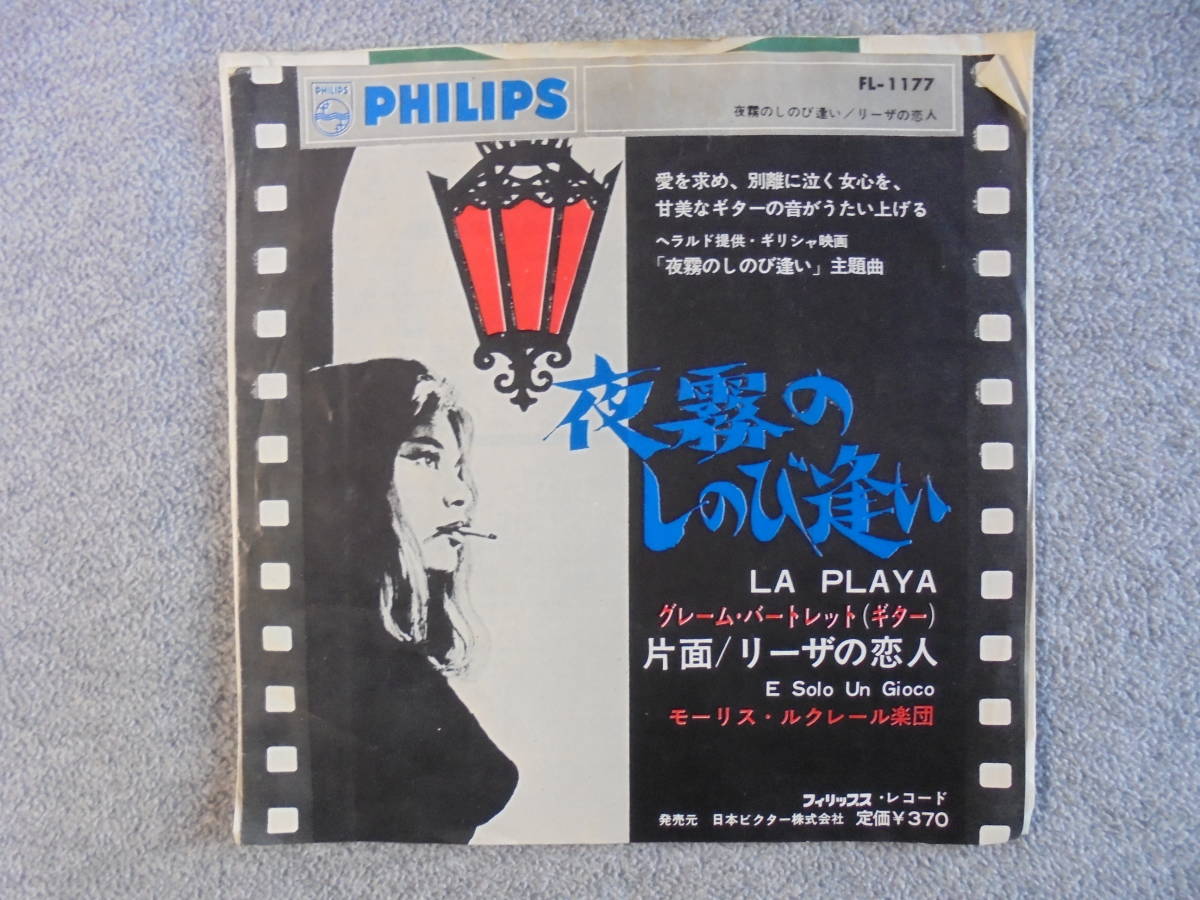 PHILIPS
PHILIPS
FL-1177
夜霧のしのび逢い/リーザの恋人
愛を求め、別離に泣く女心を、
甘美なギターの音がうたい上げる
ヘラルド提供・ギリシャ映画
「夜霧のしのび逢い」主題曲
夜霧の
しのび逢い
LA PLAYA
グレーム・バートレット(ギター)
片面/リーザの恋人
E Solo Un Gioco
モーリス・ルクレール楽団
フィリップス・レコード
発売元 日本ビクター株式会社 定価¥370